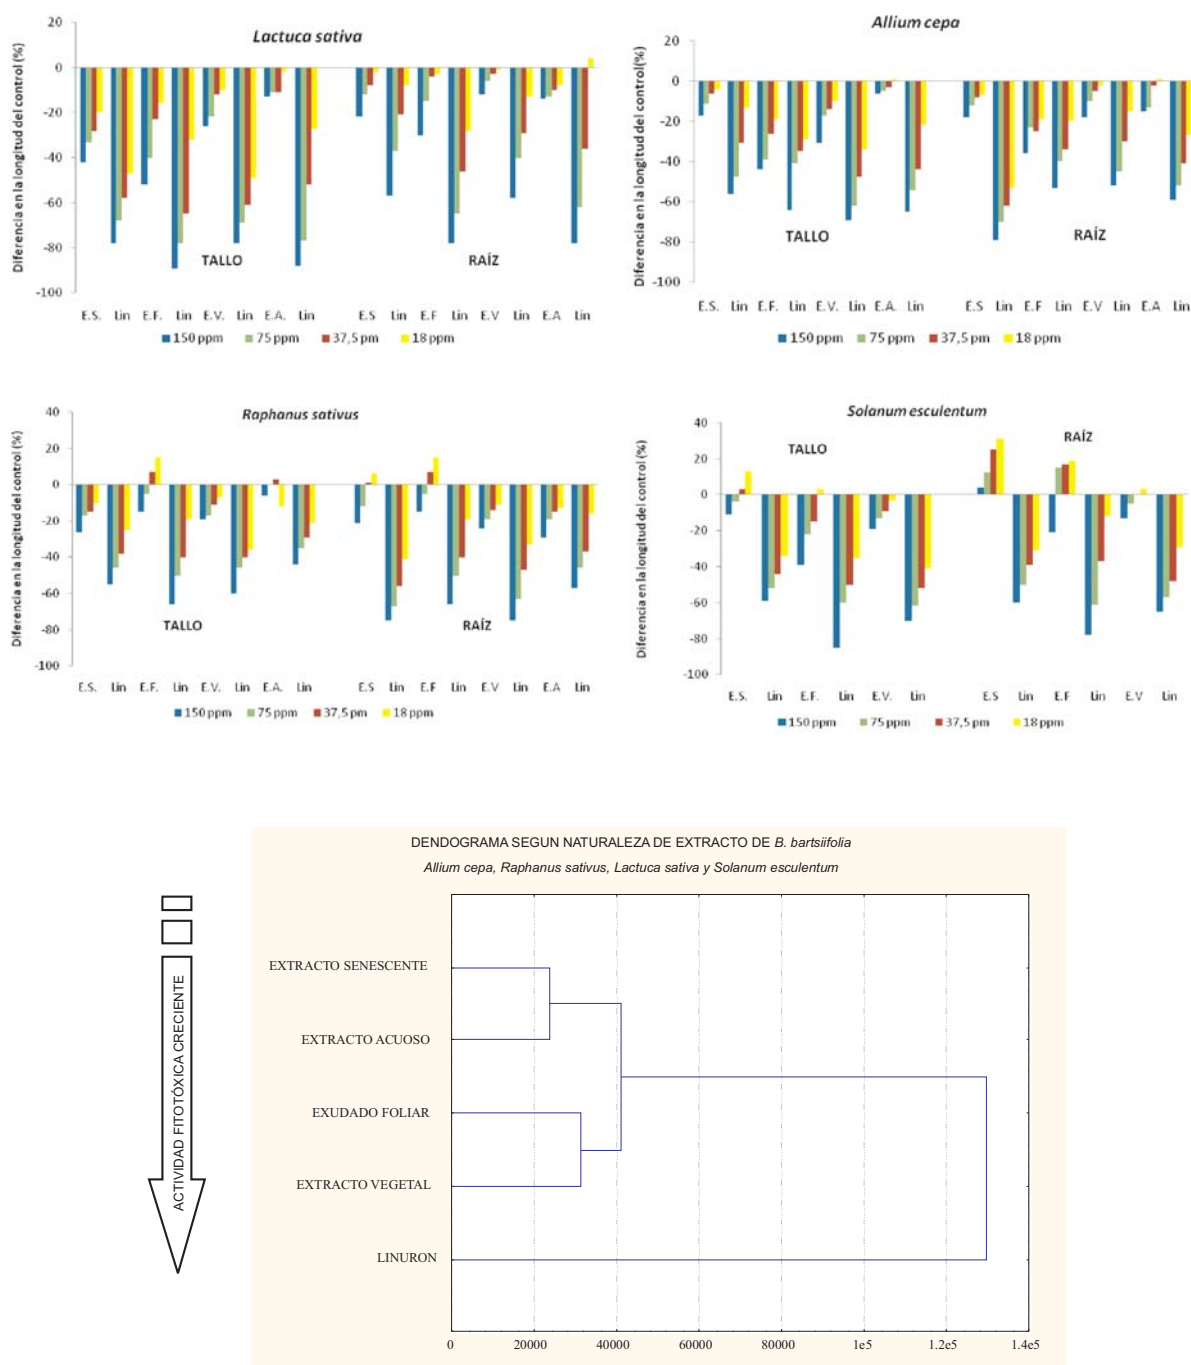 Lactuca sativa
Diferencia en la longitud del control (%)
20
0
-20
-40
-60
-80
-100
TALLO
RAÍZ
E.S. Lin E.F. Lin E.V. Lin E.A. Lin E.S Lin E.F Lin E.V Lin E.A Lin
150 ppm 75 ppm 37,5 pm 18 ppm
Allium cepa
Diferencia en la longitud del control (%)
20
0
-20
-40
-60
-80
-100
TALLO
RAÍZ
E.S. Lin E.F. Lin E.V. Lin E.A. Lin E.S Lin E.F Lin E.V Lin E.A Lin
150 ppm 75 ppm 37,5 pm 18 ppm
Raphanus sativus
Diferencia en la longitud del control (%)
40
20
0
-20
-40
-60
-80
-100
TALLO
RAÍZ
E.S. Lin E.F. Lin E.V. Lin E.A. Lin E.S Lin E.F Lin E.V Lin E.A Lin
150 ppm 75 ppm 37,5 pm 18 ppm
Solanum esculentum
Diferencia en la longitud del control (%)
40
20
0
-20
-40
-60
-80
-100
TALLO
RAÍZ
E.S. Lin E.F. Lin E.V. Lin E.S Lin E.F Lin E.V Lin
150 ppm 75 ppm 37,5 pm 18 ppm
DENDOGRAMA SEGUN NATURALEZA DE EXTRACTO DE B. bartsiifolia
Allium cepa, Raphanus sativus, Lactuca sativa y Solanum esculentum
ACTIVIDAD FITOTÓXICA CRECIENTE
EXTRACTO SENESCENTE
EXTRACTO ACUOSO
EXUDADO FOLIAR
EXTRACTO VEGETAL
LINURON
0 20000 40000 60000 80000 1e5 1.2e5 1.4e5